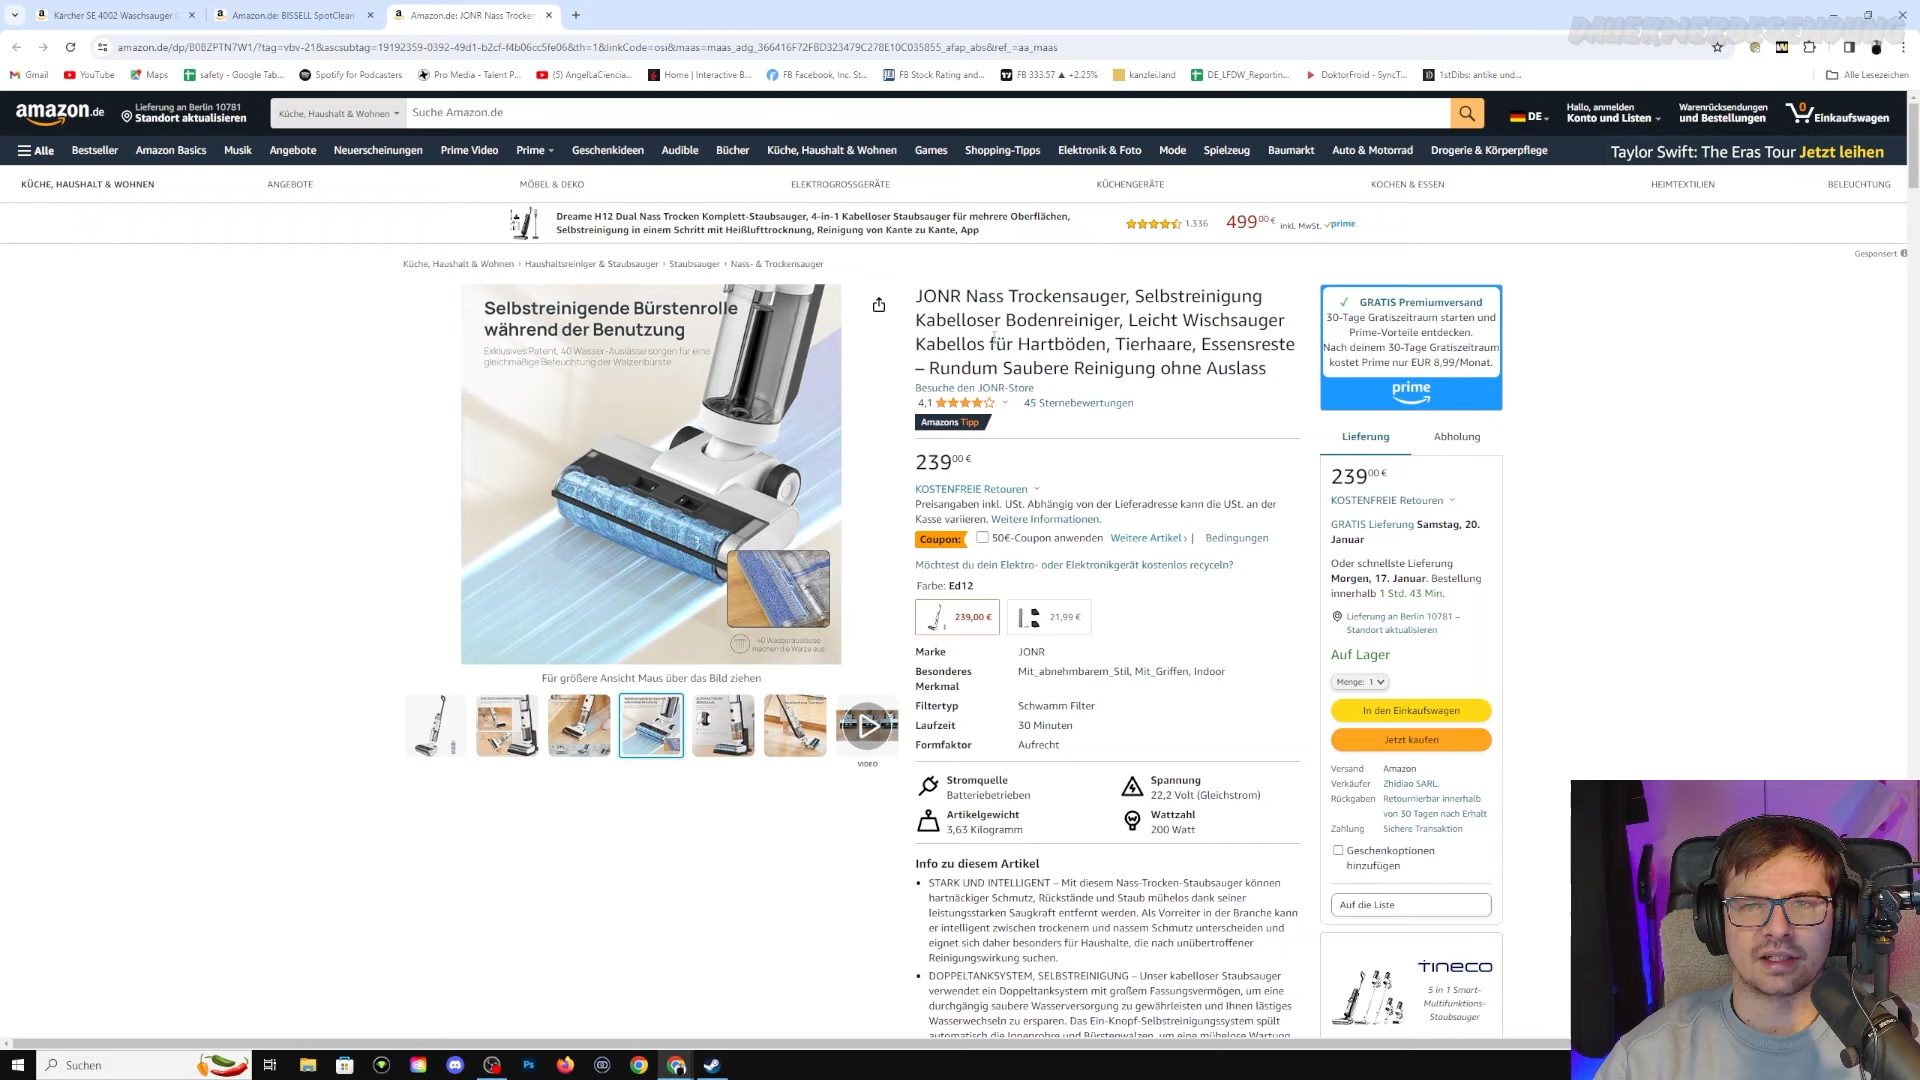 Kärcher SE 4002 Waschsauger
Amazon.de: BISSELL SpotClean
Amazon.de: JONR Nass Trocken
DAUERWERBESENDUNG
amazon.de/dp/B0BZPTN7W1/?tag=vbv-21&ascsubtag=19192359-0392-49d1-b2cf-f4b06cc5fe06&th=1&linkCode=osi&maas=maas_adg_366416F72FBD323479C278E10C035855_afap_abs&ref_=aa_maas
Gmail
YouTube
Maps
safety - Google Tab...
Spotify for Podcasters
Pro Media - Talent P...
(5) AngelLaCiencia...
Home | Interactive B...
FB Facebook, Inc. St...
FB Stock Rating and...
FB 333.57 ▲ +2.25%
kanzlei.land
DE_LFDW_Reportin...
DoktorFroid - SyncT...
1stDibs: antike und...
Alle Lesezeichen
amazon.de
Lieferung an Berlin 10781
Standort aktualisieren
Küche, Haushalt & Wohnen
Suche Amazon.de
DE
Hallo, anmelden
Konto und Listen
Warenrücksendungen
und Bestellungen
0
Einkaufswagen
Alle
Bestseller
Amazon Basics
Musik
Angebote
Neuerscheinungen
Prime Video
Prime
Geschenkideen
Audible
Bücher
Küche, Haushalt & Wohnen
Games
Shopping-Tipps
Elektronik & Foto
Mode
Spielzeug
Baumarkt
Auto & Motorrad
Drogerie & Körperpflege
Taylor Swift: The Eras Tour Jetzt leihen
KÜCHE, HAUSHALT & WOHNEN
ANGEBOTE
MÖBEL & DEKO
ELEKTROGROSSGERÄTE
KÜCHENGERÄTE
KOCHEN & ESSEN
HEIMTEXTILIEN
BELEUCHTUNG
Dreame H12 Dual Nass Trocken Komplett-Staubsauger, 4-in-1 Kabelloser Staubsauger für mehrere Oberflächen,
Selbstreinigung in einem Schritt mit Heißlufttrocknung, Reinigung von Kante zu Kante, App
1.336
499,00 € inkl. MwSt. prime
Gesponsert
Küche, Haushalt & Wohnen › Haushaltsreiniger & Staubsauger › Staubsauger › Nass- & Trockensauger
Selbstreinigende Bürstenrolle
während der Benutzung
Exklusives Patent, 40 Wasser-Auslässe sorgen für eine
gleichmäßige Befeuchtung der Walzenbürste.
40 Wasserauslässe
machen die Walze aus
Für größere Ansicht Maus über das Bild ziehen
VIDEO
JONR Nass Trockensauger, Selbstreinigung
Kabelloser Bodenreiniger, Leicht Wischsauger
Kabellos für Hartböden, Tierhaare, Essensreste
– Rundum Saubere Reinigung ohne Auslass
Besuche den JONR-Store
4,1
45 Sternebewertungen
Amazons Tipp
239,00 €
KOSTENFREIE Retouren
Preisangaben inkl. USt. Abhängig von der Lieferadresse kann die USt. an der
Kasse variieren. Weitere Informationen.
Coupon: 50€-Coupon anwenden Weitere Artikel › | Bedingungen
Möchtest du dein Elektro- oder Elektronikgerät kostenlos recyceln?
Farbe: Ed12
239,00 €
21,99 €
Marke JONR
Besonderes Mit_abnehmbarem_Stil, Mit_Griffen, Indoor
Merkmal
Filtertyp Schwamm Filter
Laufzeit 30 Minuten
Formfaktor Aufrecht
Stromquelle
Batteriebetrieben
Spannung
22,2 Volt (Gleichstrom)
Artikelgewicht
3,63 Kilogramm
Wattzahl
200 Watt
Info zu diesem Artikel
• STARK UND INTELLIGENT – Mit diesem Nass-Trocken-Staubsauger können
hartnäckiger Schmutz, Rückstände und Staub mühelos dank seiner
leistungsstarken Saugkraft entfernt werden. Als Vorreiter in der Branche kann
er intelligent zwischen trockenem und nassem Schmutz unterscheiden und
eignet sich daher besonders für Haushalte, die nach unübertroffener
Reinigungswirkung suchen.
• DOPPELTANKSYSTEM, SELBSTREINIGUNG – Unser kabelloser Staubsauger
verwendet ein Doppeltanksystem mit großem Fassungsvermögen, um eine
durchgängig saubere Wasserversorgung zu gewährleisten und Ihnen lästiges
Wasserwechseln zu ersparen. Das Ein-Knopf-Selbstreinigungssystem spült
automatisch die Innenrohre und Bürstenwalzen, um eine mühelose Wartung
✓ GRATIS Premiumversand
30-Tage Gratiszeitraum starten und
Prime-Vorteile entdecken.
Nach deinem 30-Tage Gratiszeitraum
kostet Prime nur EUR 8,99/Monat.
prime
Lieferung
Abholung
239,00 €
KOSTENFREIE Retouren
GRATIS Lieferung Samstag, 20.
Januar
Oder schnellste Lieferung
Morgen, 17. Januar. Bestellung
innerhalb 1 Std. 43 Min.
Lieferung an Berlin 10781 –
Standort aktualisieren
Auf Lager
Menge: 1
In den Einkaufswagen
Jetzt kaufen
Versand Amazon
Verkäufer Zhidiao SARL.
Rückgaben Retournierbar innerhalb
von 30 Tagen nach Erhalt
Zahlung Sichere Transaktion
Geschenkoptionen
hinzufügen
Auf die Liste
TINECO
5 in 1 Smart-
Multifunktions-
Staubsauger
Suchen